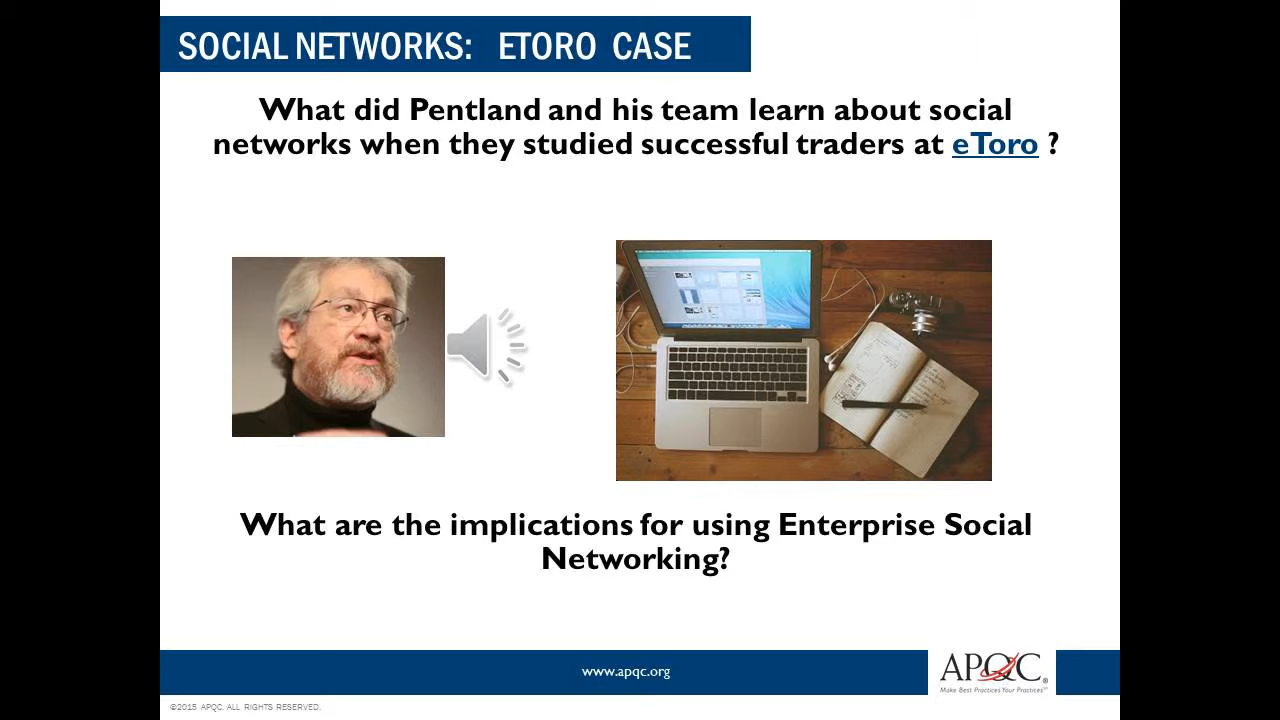 SOCIAL NETWORKS: ETORO CASE
What did Pentland and his team learn about social
networks when they studied successful traders at eToro ?
What are the implications for using Enterprise Social
Networking?
www.apqc.org
APQC®
Make Best Practices Your Practices℠
©2015 APQC. ALL RIGHTS RESERVED.